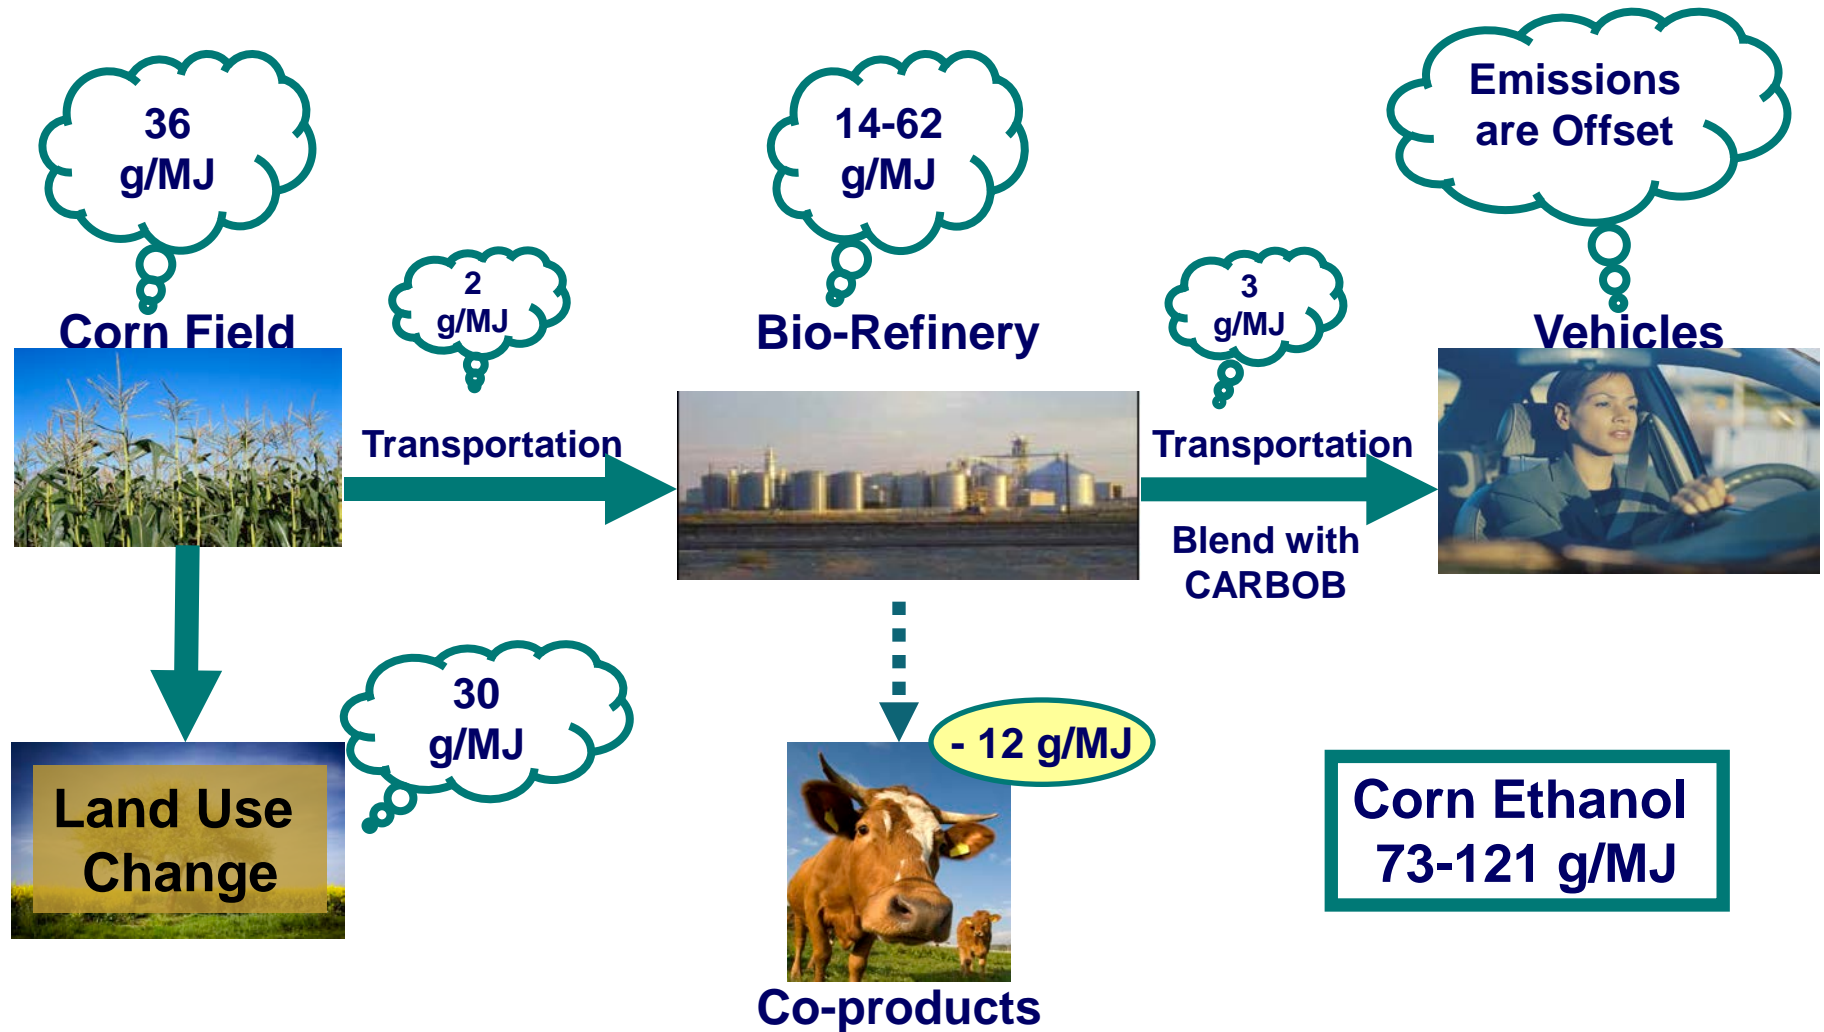 36
g/MJ
14-62
g/MJ
Emissions
are Offset
2
g/MJ
3
g/MJ
Corn Field
Bio-Refinery
Vehicles
Transportation
Transportation
Blend with
CARBOB
30
g/MJ
- 12 g/MJ
Land Use
Change
Corn Ethanol
73-121 g/MJ
Co-products